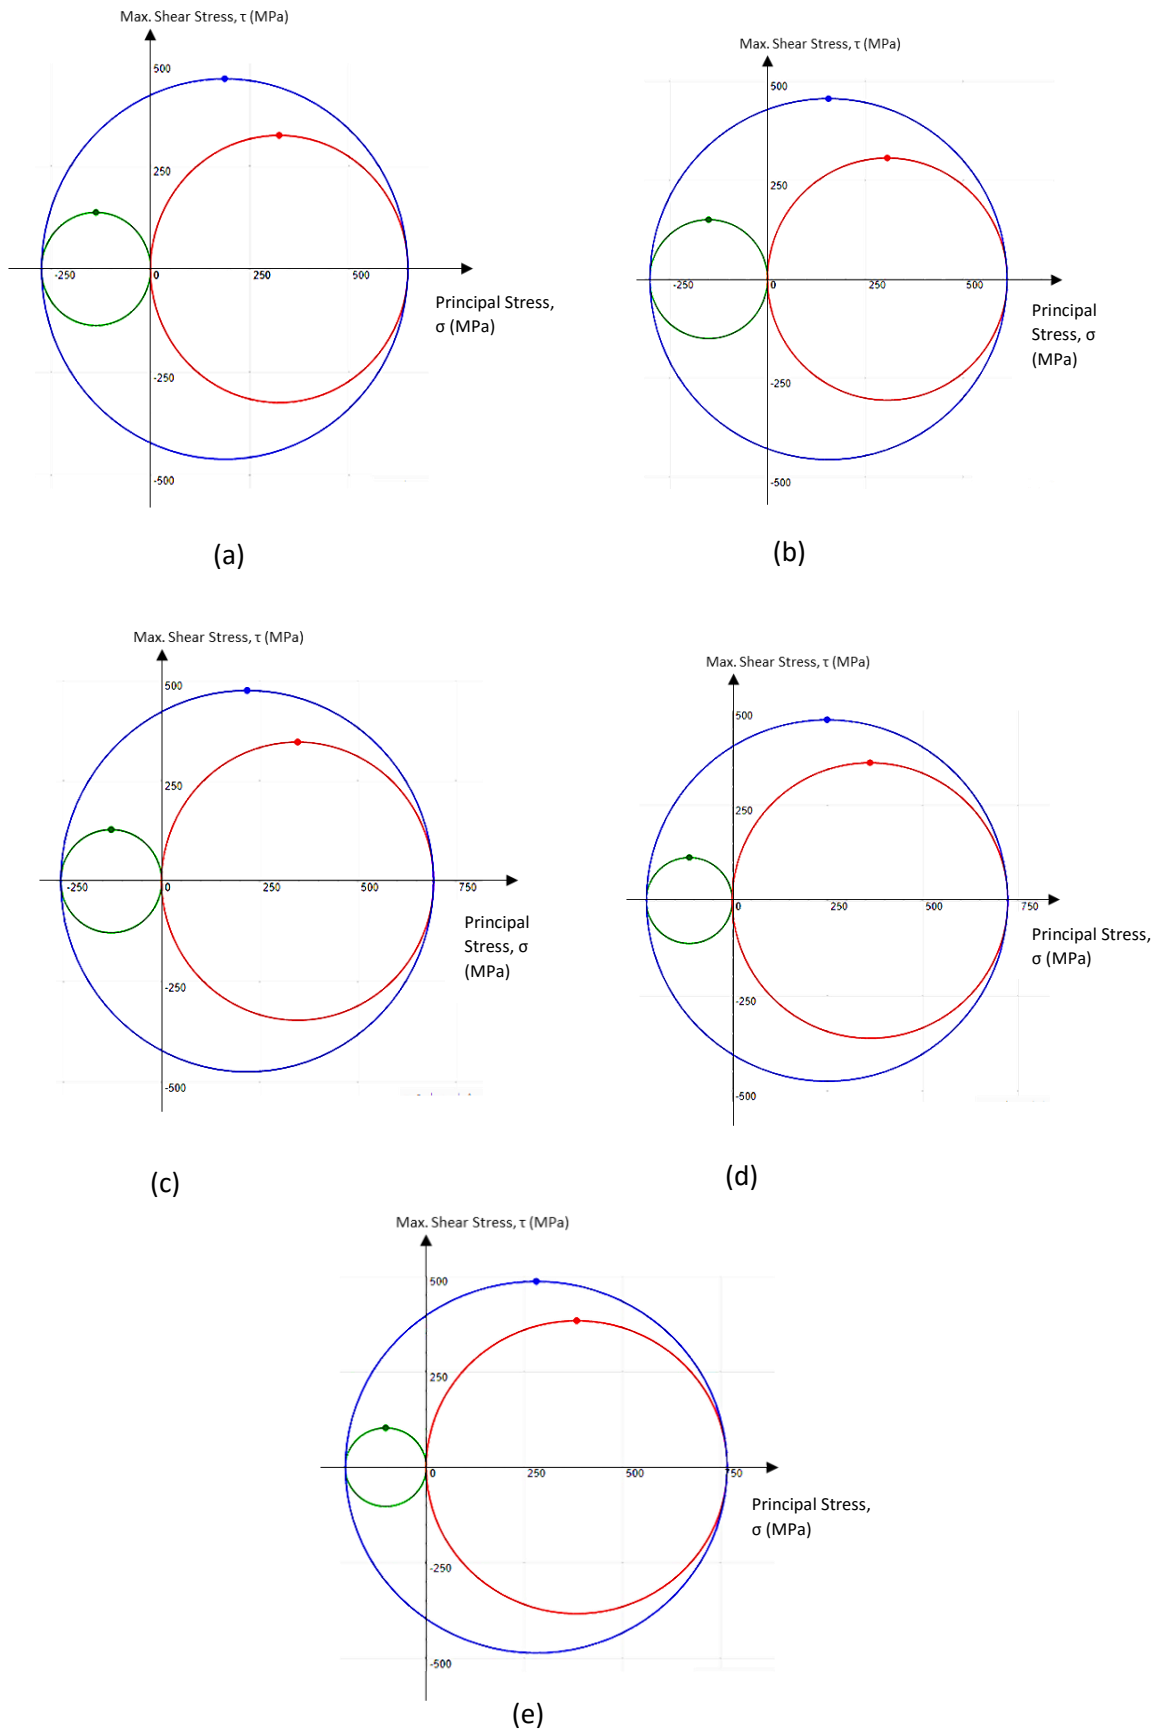 Max. Shear Stress, τ (MPa)
500
250
-250
0
250
500
Principal Stress,
σ (MPa)
-250
-500
(a)
Max. Shear Stress, τ (MPa)
500
250
-250
0
250
500
Principal
Stress, σ
(MPa)
-250
-500
(b)
Max. Shear Stress, τ (MPa)
500
250
-250
0
250
500
750
Principal
Stress, σ
(MPa)
-250
-500
(c)
Max. Shear Stress, τ (MPa)
500
250
0
250
500
750
Principal Stress,
σ (MPa)
-250
-500
(d)
Max. Shear Stress, τ (MPa)
500
250
0
250
500
750
Principal Stress,
σ (MPa)
-250
-500
(e)